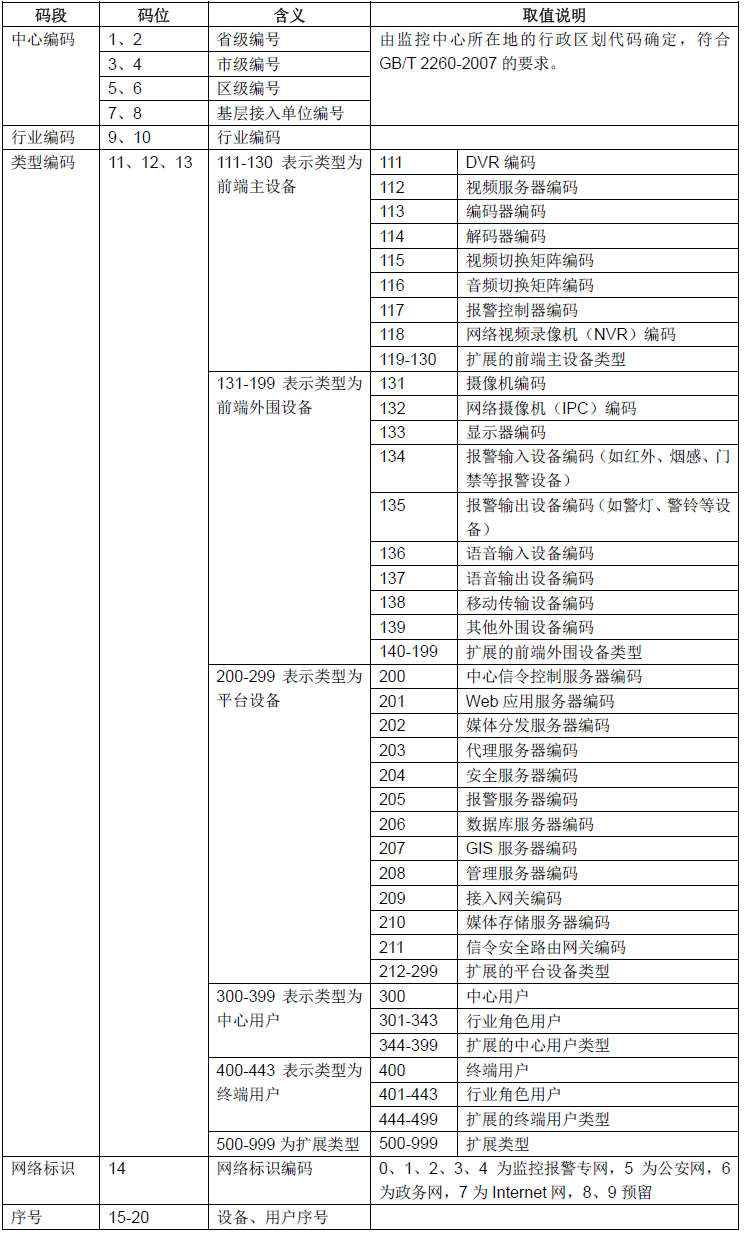 码段 码位 含义 取值说明
中心编码 1、2 省级编号 由监控中心所在地的行政区划代码确定，符合
GB/T 2260-2007 的要求。
3、4 市级编号
5、6 区级编号
7、8 基层接入单位编号
行业编码 9、10 行业编码
类型编码 11、12、13 111-130 表示类型为
前端主设备
111 DVR 编码
112 视频服务器编码
113 编码器编码
114 解码器编码
115 视频切换矩阵编码
116 音频切换矩阵编码
117 报警控制器编码
118 网络视频录像机（NVR）编码
119-130 扩展的前端主设备类型
131-199 表示类型为
前端外围设备
131 摄像机编码
132 网络摄像机（IPC）编码
133 显示器编码
134 报警输入设备编码（如红外、烟感、门
禁等报警设备）
135 报警输出设备编码（如警灯、警铃等设
备）
136 语音输入设备编码
137 语音输出设备编码
138 移动传输设备编码
139 其他外围设备编码
140-199 扩展的前端外围设备类型
200-299 表示类型为
平台设备
200 中心信令控制服务器编码
201 Web 应用服务器编码
202 媒体分发服务器编码
203 代理服务器编码
204 安全服务器编码
205 报警服务器编码
206 数据库服务器编码
207 GIS 服务器编码
208 管理服务器编码
209 接入网关编码
210 媒体存储服务器编码
211 信令安全路由网关编码
212-299 扩展的平台设备类型
300-399 表示类型为
中心用户
300 中心用户
301-343 行业角色用户
344-399 扩展的中心用户类型
400-443 表示类型为
终端用户
400 终端用户
401-443 行业角色用户
444-499 扩展的终端用户类型
500-999 为扩展类型 500-999 扩展类型
网络标识 14 网络标识编码 0、1、2、3、4 为监控报警专网，5 为公安网，6
为政务网，7 为 Internet 网，8、9 预留
序号 15-20 设备、用户序号